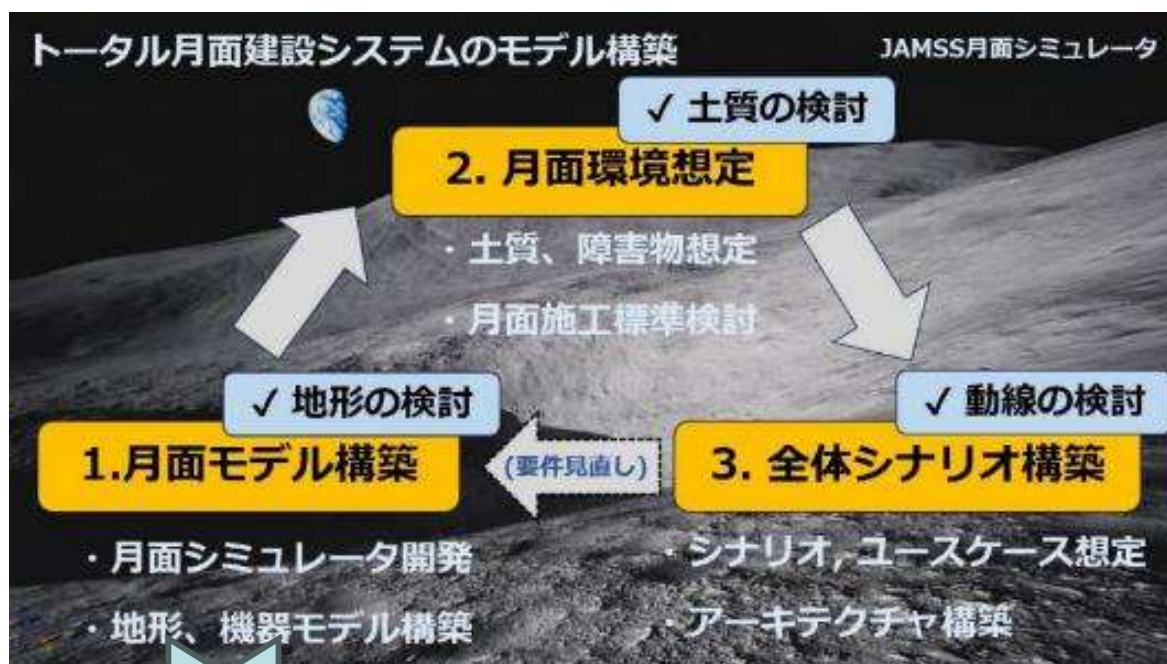 トータル月面建設システムのモデル構築
JAMSS月面シミュレータ
✓ 土質の検討
2. 月面環境想定
・土質、障害物想定
・月面施工標準検討
✓ 地形の検討
1.月面モデル構築
(要件見直し)
✓ 動線の検討
3. 全体シナリオ構築
・月面シミュレータ開発
・地形、機器モデル構築
・シナリオ, ユースケース想定
・アーキテクチャ構築